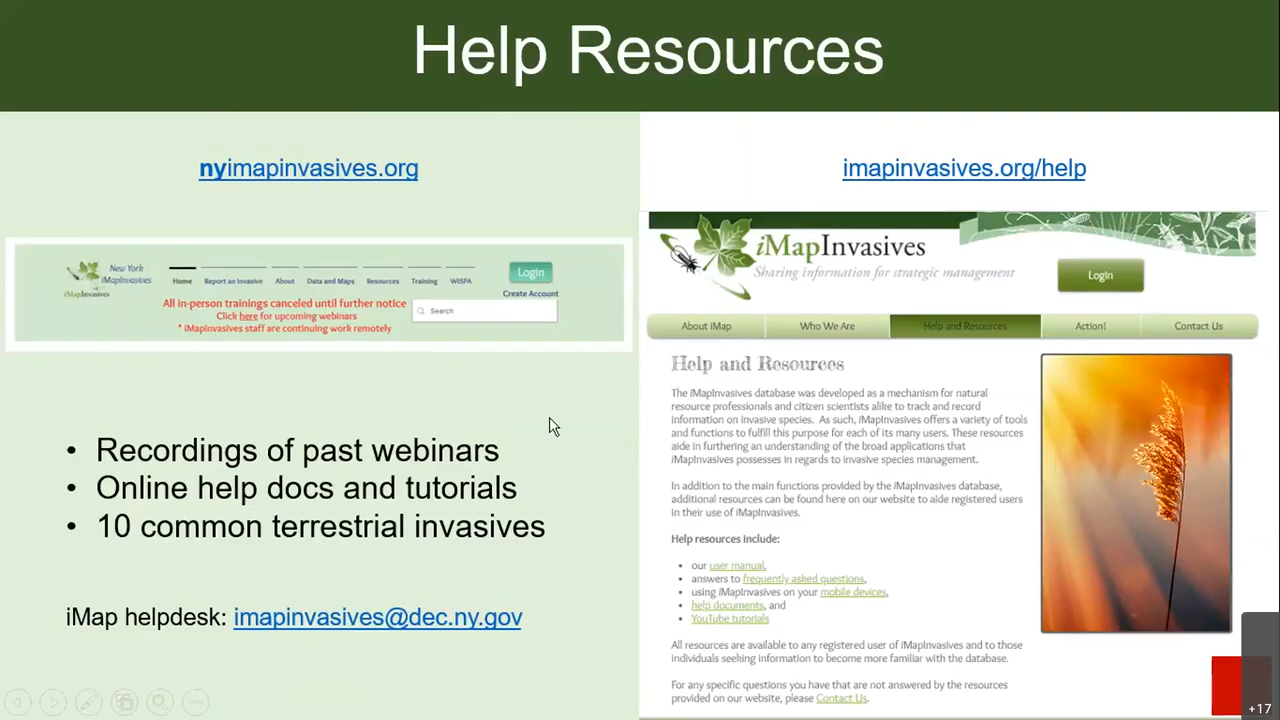 Help Resources
nyimapinvasives.org
New York
iMapInvasives
iMapInvasives
Home Report an Invasive About Data and Maps Resources Training WISPA
Login
Create Account
All in-person trainings canceled until further notice
Click here for upcoming webinars
* iMapInvasives staff are continuing work remotely
Search
• Recordings of past webinars
• Online help docs and tutorials
• 10 common terrestrial invasives
iMap helpdesk: imapinvasives@dec.ny.gov
imapinvasives.org/help
iMapInvasives
Sharing information for strategic management
Login
About iMap Who We Are Help and Resources Action! Contact Us
Help and Resources
The iMapInvasives database was developed as a mechanism for natural
resource professionals and citizen scientists alike to track and record
information on invasive species. As such, iMapInvasives offers a variety of tools
and functions to fulfill this purpose for each of its many users. These resources
aide in furthering an understanding of the broad applications that
iMapInvasives possesses in regards to invasive species management.
In addition to the main functions provided by the iMapInvasives database,
additional resources can be found here on our website to aide registered users
in their use of iMapInvasives.
Help resources include:
• our user manual,
• answers to frequently asked questions,
• using iMapInvasives on your mobile devices,
• help documents, and
• YouTube tutorials
All resources are available to any registered user of iMapInvasives and to those
individuals seeking information to become more familiar with the database.
For any specific questions you have that are not answered by the resources
provided on our website, please Contact Us.
+17